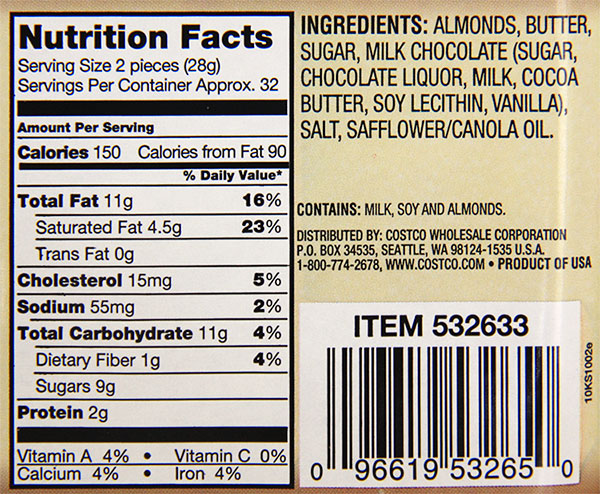 Nutrition Facts
Serving Size 2 pieces (28g)
Servings Per Container Approx. 32
Amount Per Serving
Calories 150 Calories from Fat 90
% Daily Value*
Total Fat 11g 16%
Saturated Fat 4.5g 23%
Trans Fat 0g
Cholesterol 15mg 5%
Sodium 55mg 2%
Total Carbohydrate 11g 4%
Dietary Fiber 1g 4%
Sugars 9g
Protein 2g
Vitamin A 4% • Vitamin C 0%
Calcium 4% • Iron 4%
INGREDIENTS: ALMONDS, BUTTER,
SUGAR, MILK CHOCOLATE (SUGAR,
CHOCOLATE LIQUOR, MILK, COCOA
BUTTER, SOY LECITHIN, VANILLA),
SALT, SAFFLOWER/CANOLA OIL.
CONTAINS: MILK, SOY AND ALMONDS.
DISTRIBUTED BY: COSTCO WHOLESALE CORPORATION
P.O. BOX 34535, SEATTLE, WA 98124-1535 U.S.A.
1-800-774-2678, WWW.COSTCO.COM • PRODUCT OF USA
ITEM 532633
0 96619 53265 0
10KS1002e